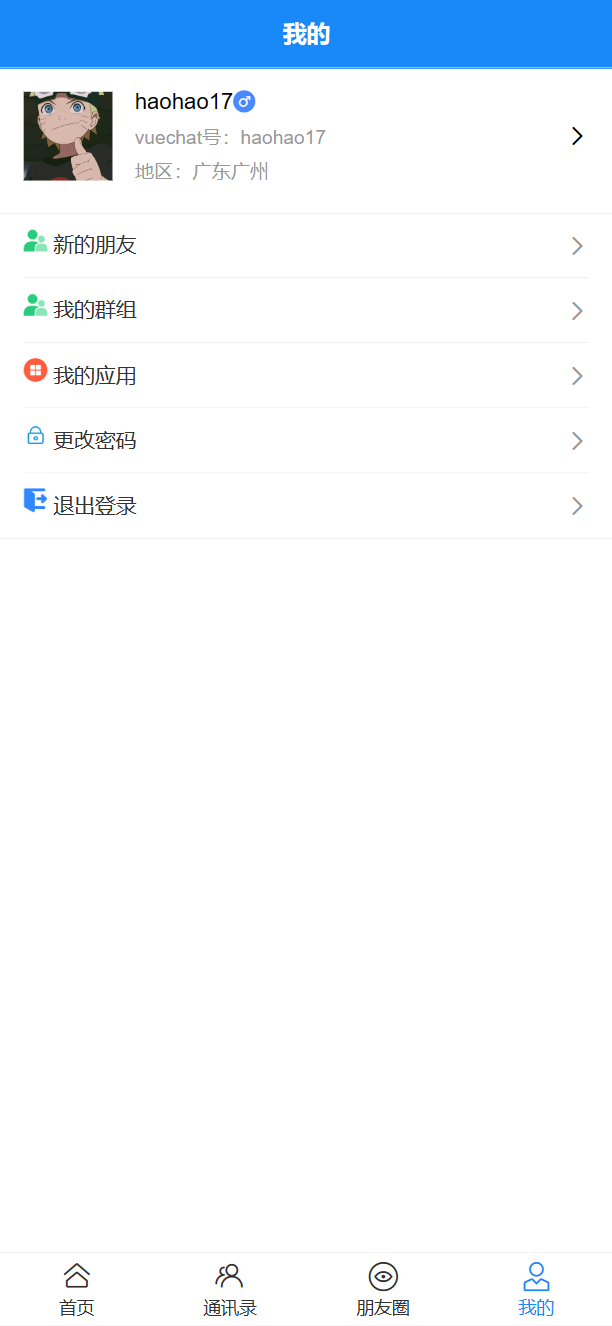 我的
haohao17
vuechat号：haohao17
地区：广东广州
新的朋友
我的群组
我的应用
更改密码
退出登录
首页
通讯录
朋友圈
我的